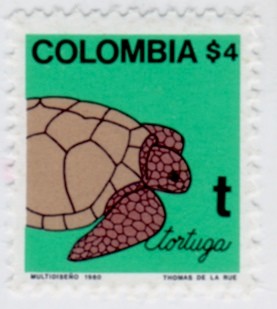 COLOMBIA $4
t
tortuga
MULTIDISEÑO 1980 THOMAS DE LA RUE